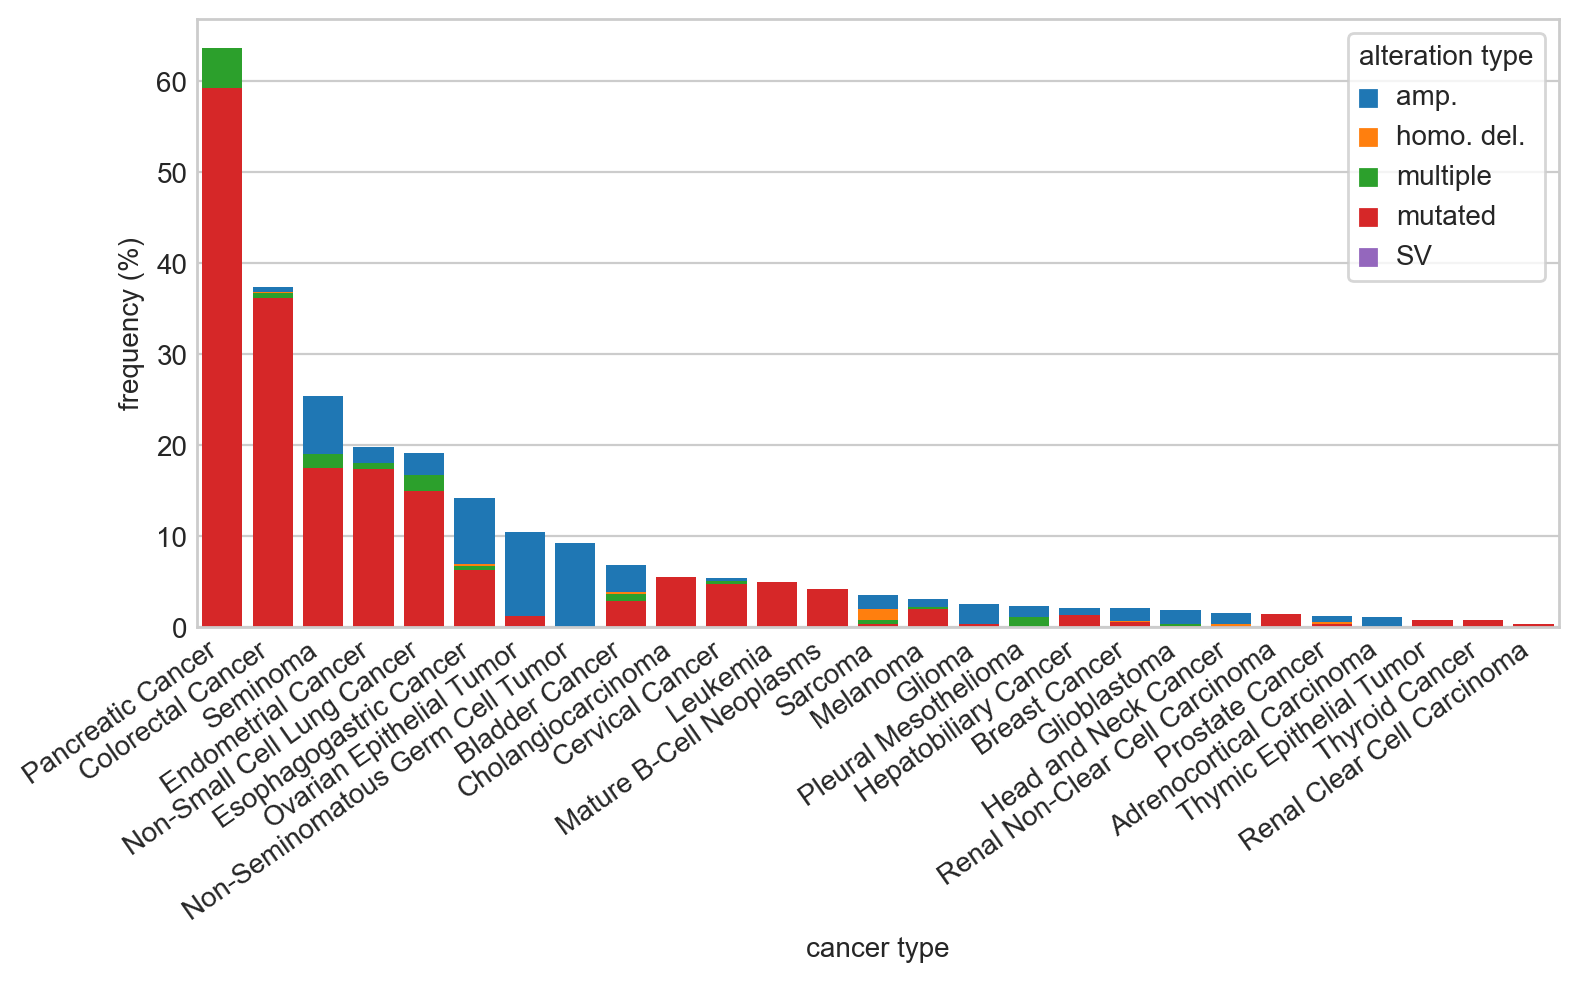 alteration type
amp.
homo. del.
multiple
mutated
SV
frequency (%)
60
50
40
30
20
10
0
Pancreatic Cancer
Colorectal Cancer
Seminoma
Endometrial Cancer
Non-Small Cell Lung Cancer
Esophagogastric Cancer
Ovarian Epithelial Tumor
Non-Seminomatous Germ Cell Tumor
Bladder Cancer
Cholangiocarcinoma
Cervical Cancer
Leukemia
Mature B-Cell Neoplasms
Sarcoma
Melanoma
Glioma
Pleural Mesothelioma
Hepatobiliary Cancer
Breast Cancer
Glioblastoma
Head and Neck Cancer
Renal Non-Clear Cell Carcinoma
Prostate Cancer
Adrenocortical Carcinoma
Thymic Epithelial Tumor
Thyroid Cancer
Renal Clear Cell Carcinoma
cancer type